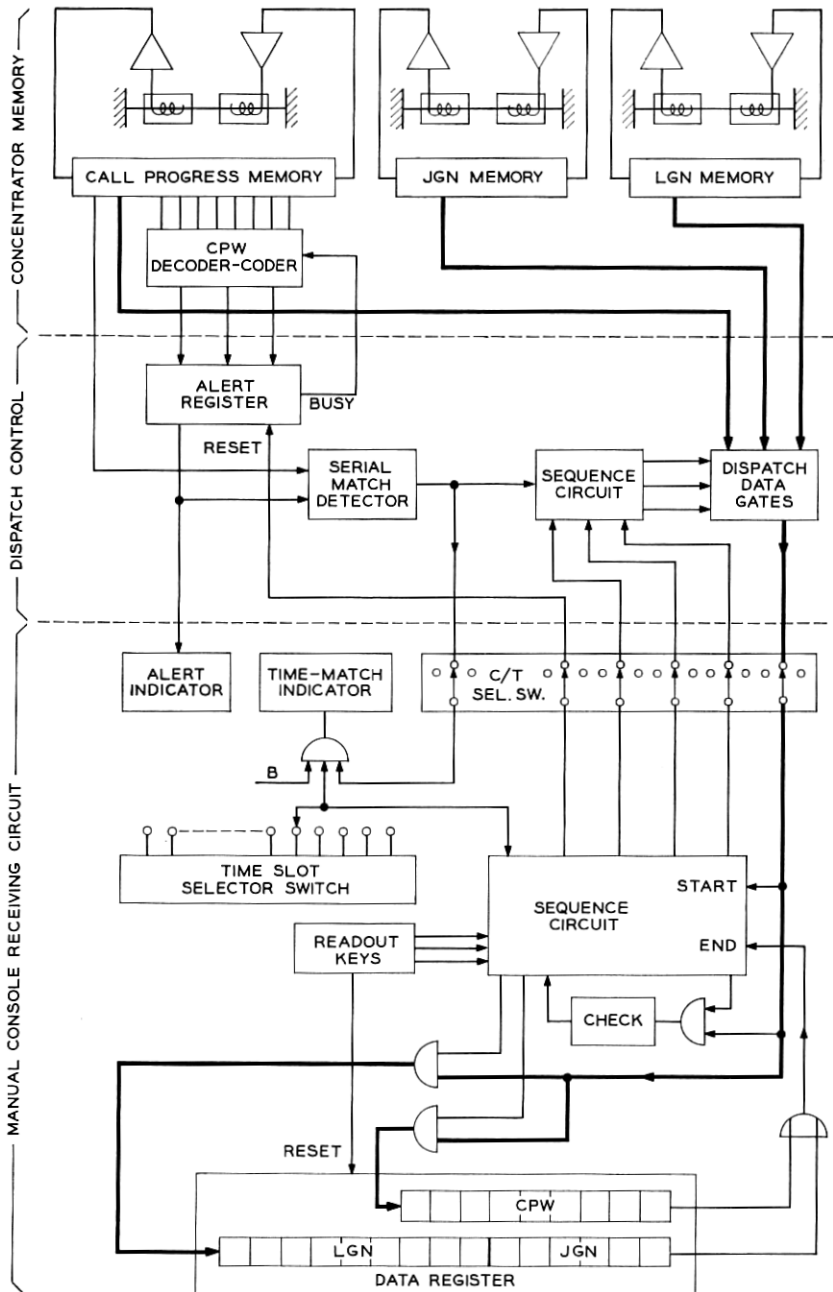 CONCENTRATOR MEMORY
CALL PROGRESS MEMORY
JGN MEMORY
LGN MEMORY
CPW
DECODER-CODER
DISPATCH CONTROL
ALERT
REGISTER
BUSY
RESET
SERIAL
MATCH
DETECTOR
SEQUENCE
CIRCUIT
DISPATCH
DATA
GATES
MANUAL CONSOLE RECEIVING CIRCUIT
ALERT
INDICATOR
TIME-MATCH
INDICATOR
C/T
SEL. SW.
B
TIME SLOT
SELECTOR SWITCH
START
SEQUENCE
CIRCUIT
END
READOUT
KEYS
CHECK
RESET
CPW
LGN
JGN
DATA REGISTER